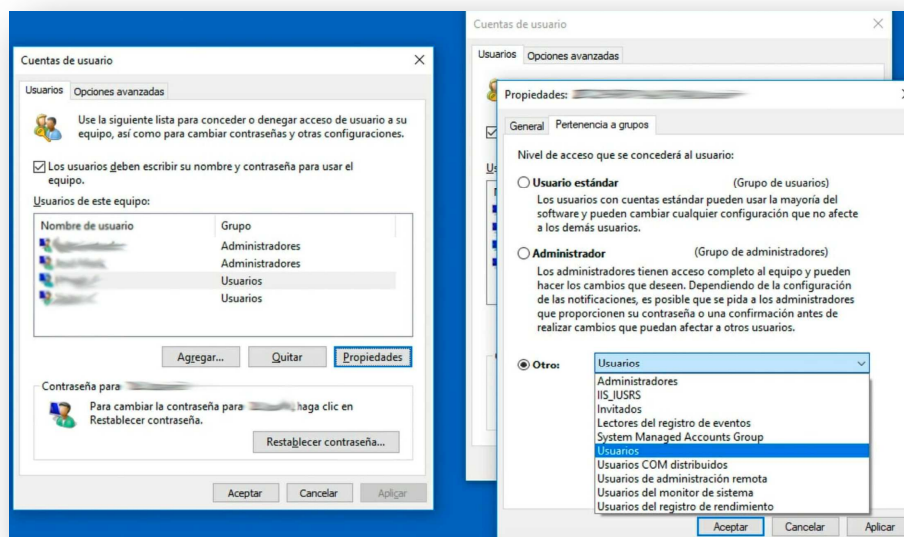 Cuentas de usuario
Usuarios
Opciones avanzadas
Use la siguiente lista para conceder o denegar acceso de usuario a su
equipo, así como para cambiar contraseñas y otras configuraciones.
Los usuarios deben escribir su nombre y contraseña para usar el
equipo.
Usuarios de este equipo:
Nombre de usuario
Grupo
Administradores
Administradores
Usuarios
Usuarios
Agregar...
Quitar
Propiedades
Contraseña para
Para cambiar la contraseña para
, haga clic en
Restablecer contraseña.
Restablecer contraseña...
Aceptar
Cancelar
Aplicar
Cuentas de usuario
Usuarios
Opciones avanzadas
Propiedades:
General
Pertenencia a grupos
Nivel de acceso que se concederá al usuario:
Usuario estándar
(Grupo de usuarios)
Los usuarios con cuentas estándar pueden usar la mayoría del
software y pueden cambiar cualquier configuración que no afecte
a los demás usuarios.
Administrador
(Grupo de administradores)
Los administradores tienen acceso completo al equipo y pueden
hacer los cambios que deseen. Dependiendo de la configuración
de las notificaciones, es posible que se pida a los administradores
que proporcionen su contraseña o una confirmación antes de
realizar cambios que puedan afectar a otros usuarios.
Otro:
Usuarios
Administradores
IIS_IUSRS
Invitados
Lectores del registro de eventos
System Managed Accounts Group
Usuarios
Usuarios COM distribuidos
Usuarios de administración remota
Usuarios del monitor de sistema
Usuarios del registro de rendimiento
Aceptar
Cancelar
Aplicar